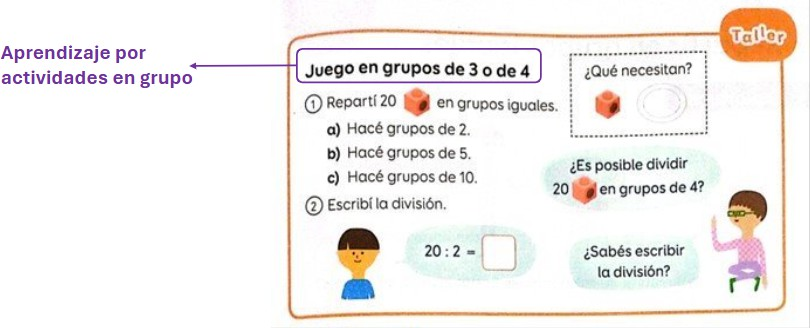 Taller
Aprendizaje por
actividades en grupo
Juego en grupos de 3 o de 4
¿Qué necesitan?
1 Repartí 20 en grupos iguales.
a) Hacé grupos de 2.
b) Hacé grupos de 5.
c) Hacé grupos de 10.
2 Escribí la división.
¿Es posible dividir
20 en grupos de 4?
20 : 2 =
¿Sabés escribir
la división?